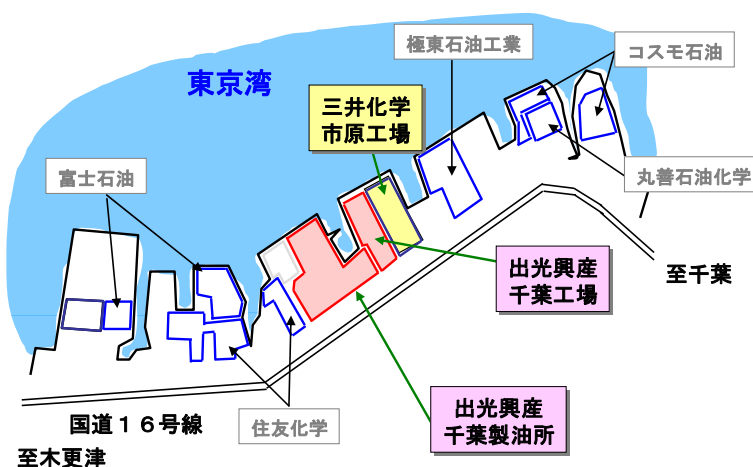 極東石油工業
コスモ石油
東京湾
三井化学
市原工場
富士石油
丸善石油化学
出光興産
千葉工場
至千葉
出光興産
千葉製油所
国道１６号線
住友化学
至木更津